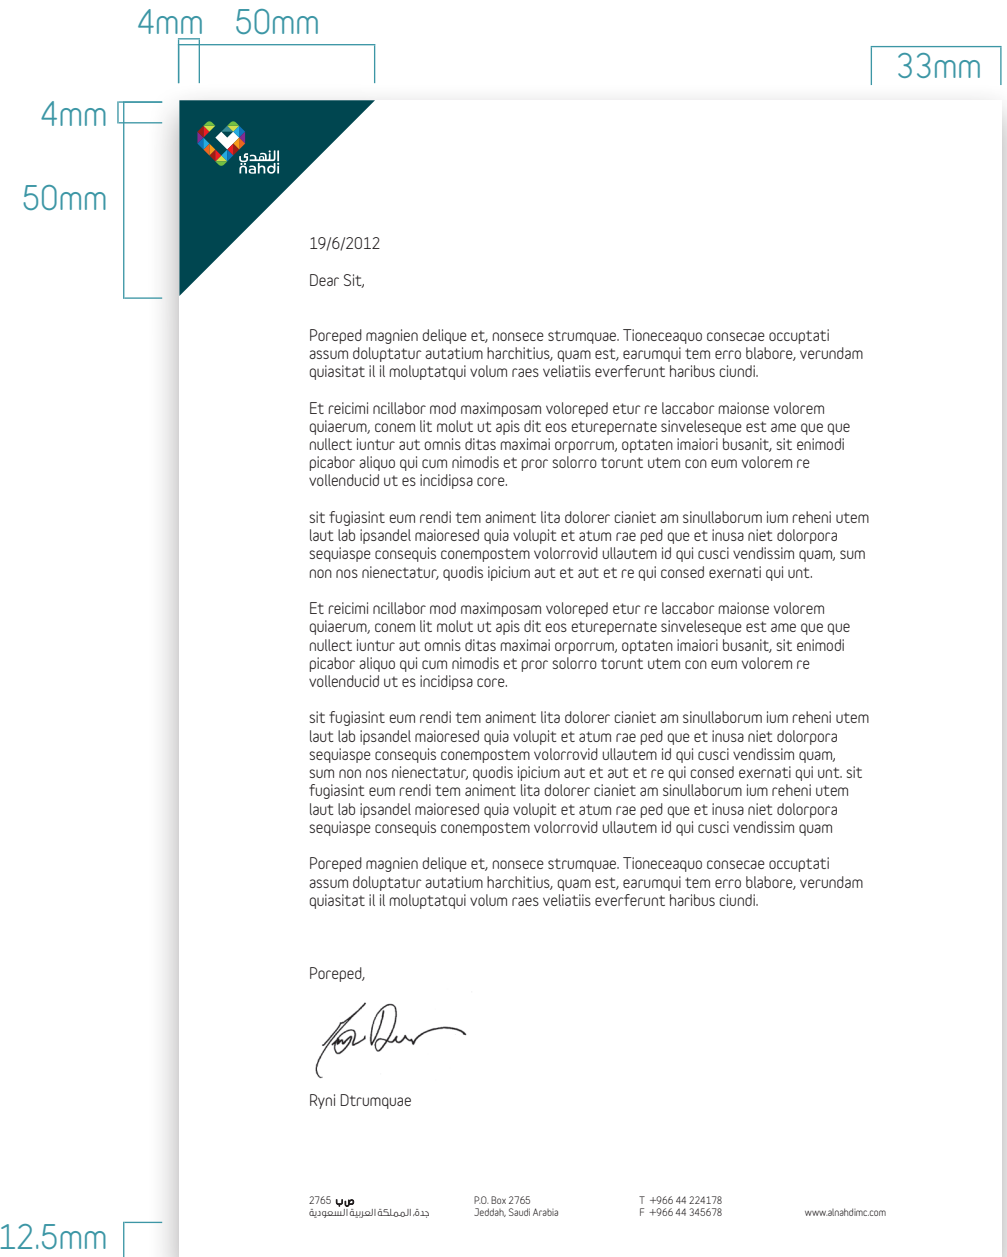 4mm 50mm
33mm
4mm
50mm
النهدي
nahdi
19/6/2012
Dear Sit,
Poreped magnien delique et, nonsece strumquae. Tioneceaquo consecae occuptati
assum doluptatur autatium harchitius, quam est, earumqui tem erro blabore, verundam
quiasitat il il moluptatqui volum raes veliatiis everferunt haribus ciundi.
Et reicimi ncillabor mod maximposam voloreped etur re laccabor maionse volorem
quiaerum, conem lit molut ut apis dit eos eturepernate sinveleseque est ame que que
nullect iuntur aut omnis ditas maximai orporrum, optaten imaiori busanit, sit enimodi
picabor aliquo qui cum nimodis et pror solorro torunt utem con eum volorem re
vollenducid ut es incidipsa core.
sit fugiasint eum rendi tem animent lita dolorer cianiet am sinullaborum ium reheni utem
laut lab ipsandel maioresed quia volupit et atum rae ped que et inusa niet dolorpora
sequiaspe consequis conempostem volorrovid ullautem id qui cusci vendissim quam, sum
non nos nienectatur, quodis ipicium aut et aut et re qui consed exernati qui unt.
Et reicimi ncillabor mod maximposam voloreped etur re laccabor maionse volorem
quiaerum, conem lit molut ut apis dit eos eturepernate sinveleseque est ame que que
nullect iuntur aut omnis ditas maximai orporrum, optaten imaiori busanit, sit enimodi
picabor aliquo qui cum nimodis et pror solorro torunt utem con eum volorem re
vollenducid ut es incidipsa core.
sit fugiasint eum rendi tem animent lita dolorer cianiet am sinullaborum ium reheni utem
laut lab ipsandel maioresed quia volupit et atum rae ped que et inusa niet dolorpora
sequiaspe consequis conempostem volorrovid ullautem id qui cusci vendissim quam,
sum non nos nienectatur, quodis ipicium aut et aut et re qui consed exernati qui unt. sit
fugiasint eum rendi tem animent lita dolorer cianiet am sinullaborum ium reheni utem
laut lab ipsandel maioresed quia volupit et atum rae ped que et inusa niet dolorpora
sequiaspe consequis conempostem volorrovid ullautem id qui cusci vendissim quam
Poreped magnien delique et, nonsece strumquae. Tioneceaquo consecae occuptati
assum doluptatur autatium harchitius, quam est, earumqui tem erro blabore, verundam
quiasitat il il moluptatqui volum raes veliatiis everferunt haribus ciundi.
Poreped,
Ryni Dtrumquae
ص ب 2765
جدة، المملكة العربية السعودية
P.O. Box 2765
Jeddah, Saudi Arabia
T +966 44 224178
F +966 44 345678
www.alnahdimc.com
12.5mm